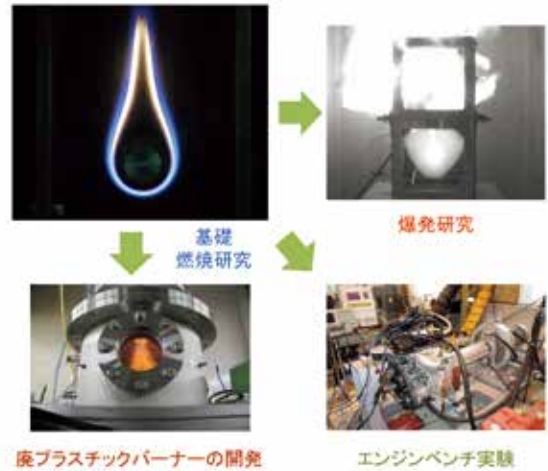 爆発研究
基礎
燃焼研究
廃プラスチックバーナーの開発
エンジンベンチ実験